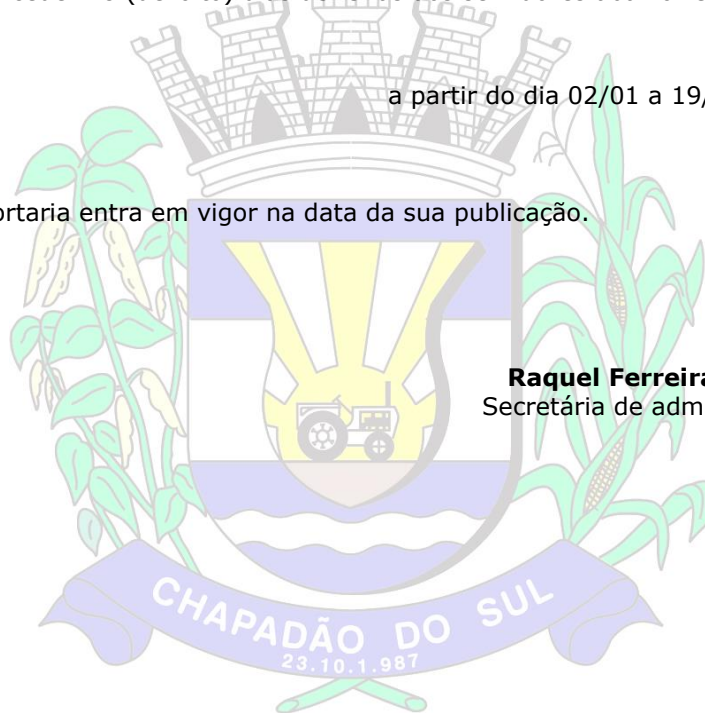 a partir do dia 02/01 a 19/
ortaria entra em vigor na data da sua publicação.
Raquel Ferreira
Secretária de adm
CHAPADÃO DO SUL
23.10.1.987